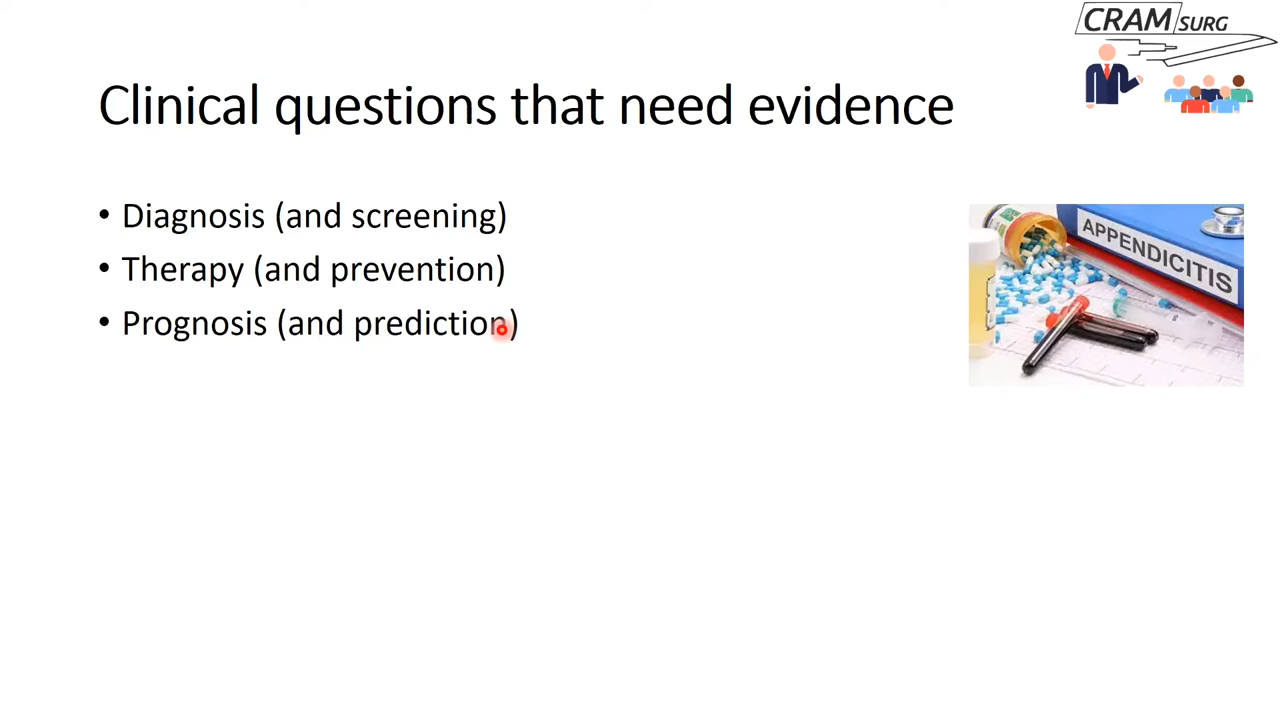 CRAM SURG
Clinical questions that need evidence
• Diagnosis (and screening)
• Therapy (and prevention)
• Prognosis (and prediction)
APPENDICITIS